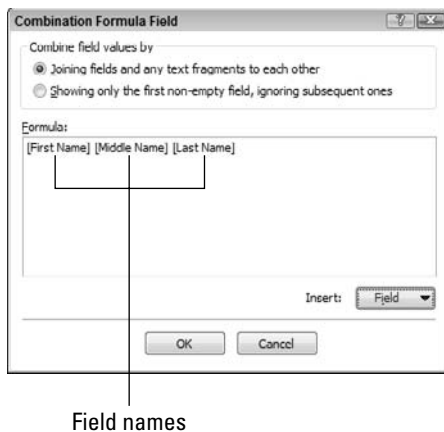 Combination Formula Field
Combine field values by
Joining fields and any text fragments to each other
Showing only the first non-empty field, ignoring subsequent ones
Formula:
[First Name] [Middle Name] [Last Name]
Insert: Field
OK Cancel
Field names